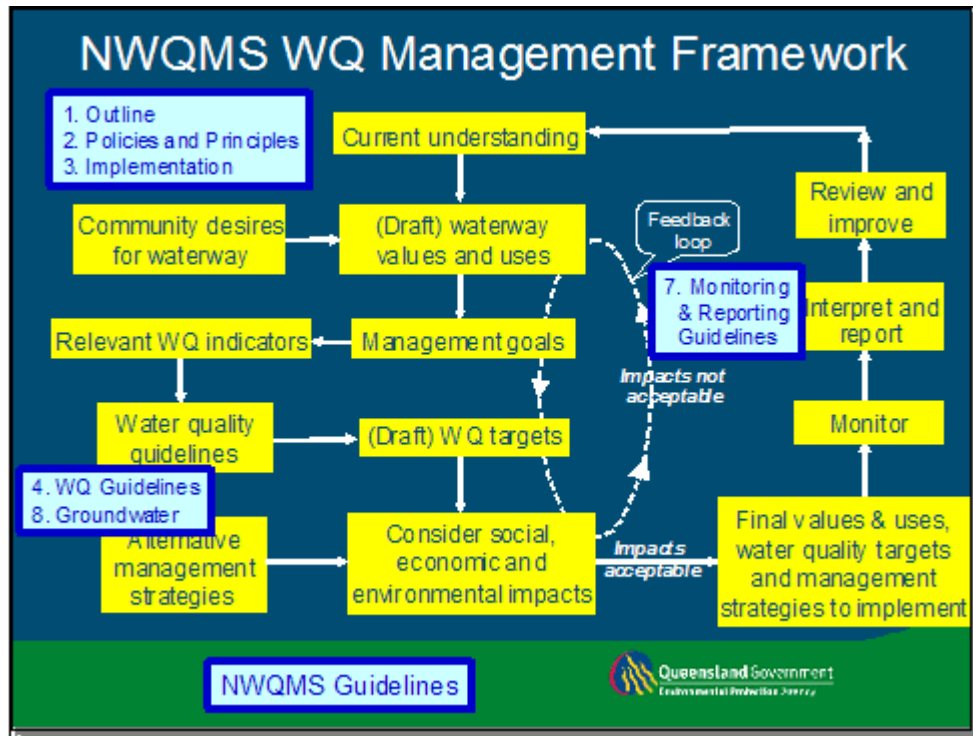 NWQMS WQ Management Framework
1. Outline
2. Policies and Principles
3. Implementation
Current understanding
Review and
improve
Community desires
for waterway
(Draft) waterway
values and uses
Feedback
loop
7. Monitoring
& Reporting
Guidelines
Interpret and
report
Relevant WQ indicators
Management goals
Impacts not
acceptable
Water quality
guidelines
(Draft) WQ targets
Monitor
4. WQ Guidelines
8. Groundwater
Alternative
management
strategies
Consider social,
economic and
environmental impacts
Impacts
acceptable
Final values & uses,
water quality targets
and management
strategies to implement
NWQMS Guidelines
Queensland Government
Environmental Protection Agency